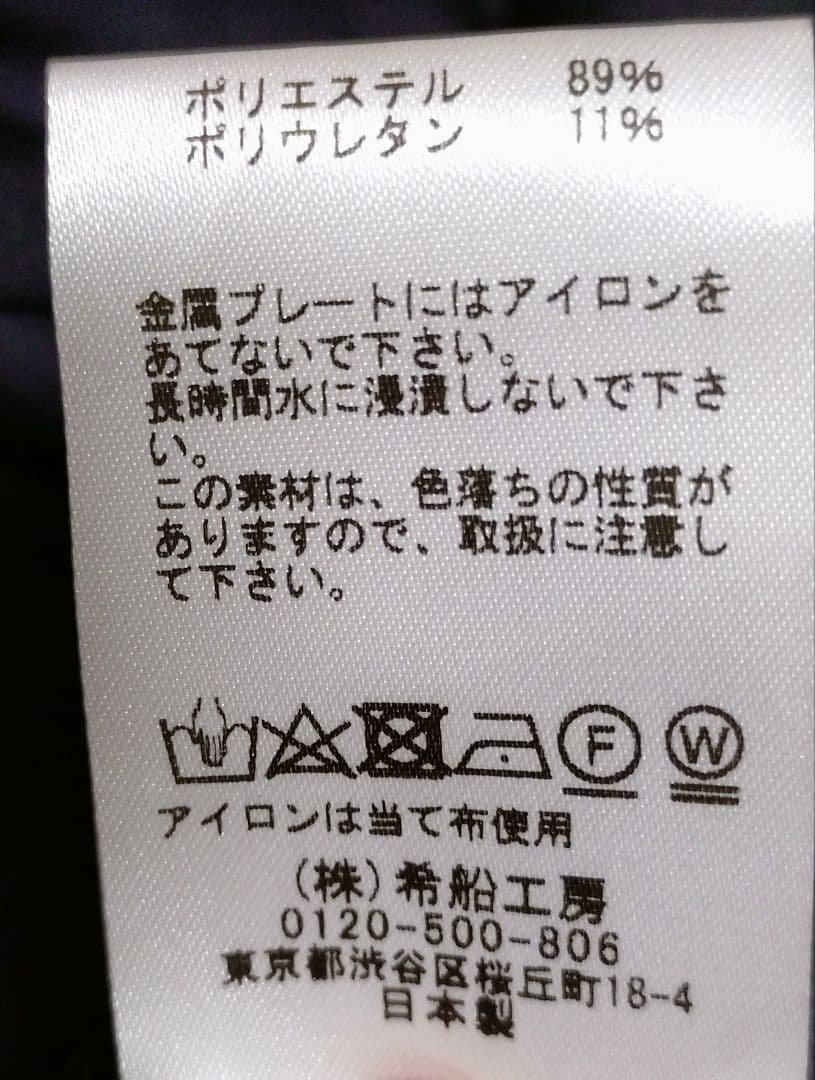 ポリエステル 89%
ポリウレタン 11%
金属プレートにはアイロンを
あてないで下さい。
長時間水に浸漬しないで下さ
い。
この素材は、色落ちの性質が
ありますので、取扱に注意し
て下さい。
F W
アイロンは当て布使用
(株)希船工房
0120-500-806
東京都渋谷区桜丘町18-4
日本製